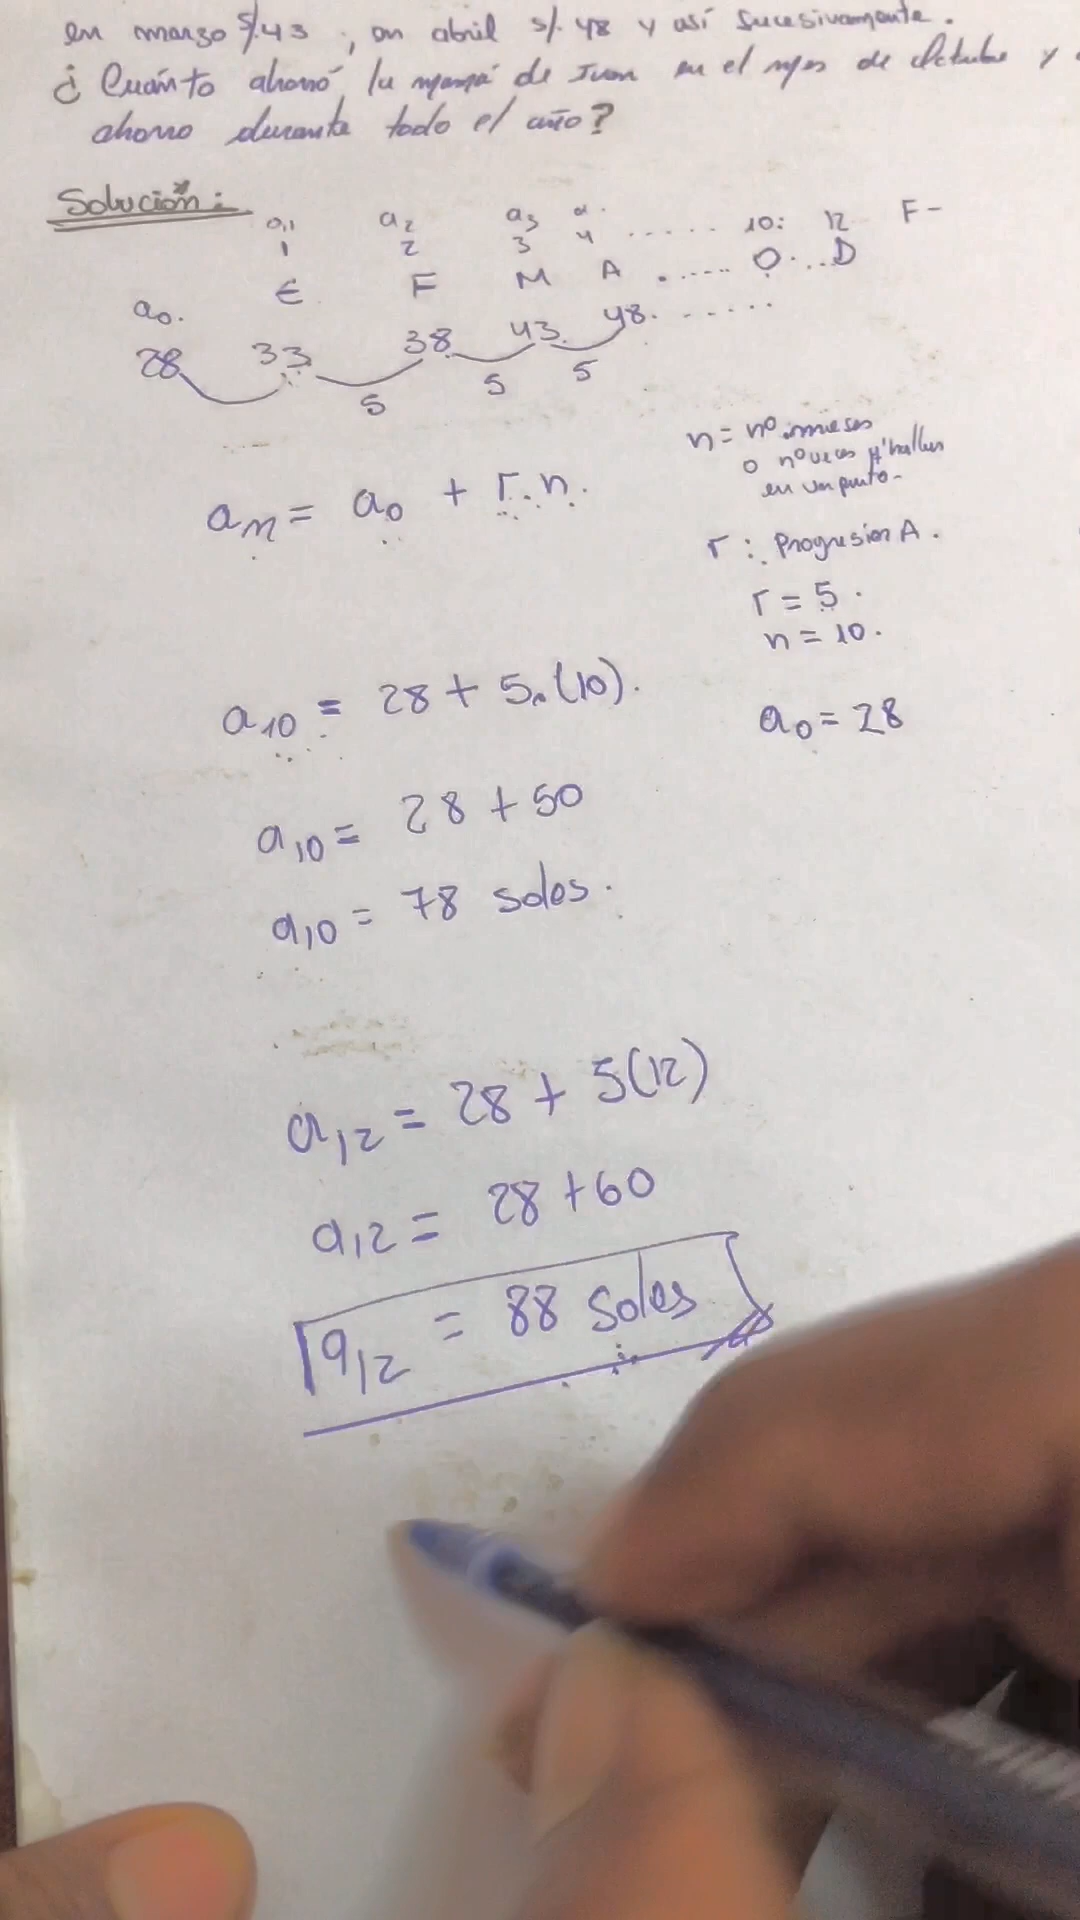 en marzo S/.43 , en abril s/. 48 y así sucesivamente.
¿ Cuánto ahorró la mamá de Juan en el mes de Octubre y
ahorro durante todo el año?
Solución:
a1 a2 a3 10: 12 F-
1 2 3 4 ......
E F M A ...... O...D
a0.
28 33 38 43 48. ......
5 5 5
an = a0 + r.n.
n = nº meses
o nº veces
en un punto-
r : Progresion A.
r = 5.
n = 10.
a0 = 28
a10 = 28 + 5.(10).
a10 = 28 + 50
a10 = 78 soles.
a12 = 28 + 5(12)
a12 = 28 + 60
a12 = 88 soles